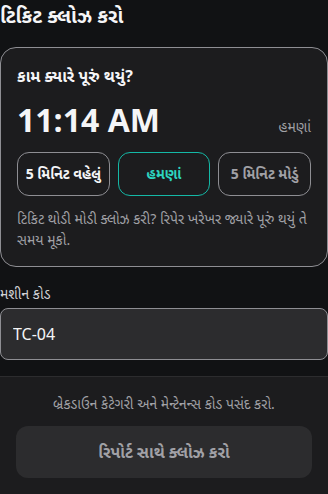 ટિકિટ ક્લોઝ કરો
કામ ક્યારે પૂરું થયું?
11:14 AM
હમણાં
5 મિનિટ વહેલું
હમણાં
5 મિનિટ મોડું
ટિકિટ થોડી મોડી ક્લોઝ કરી? રિપેર ખરેખર જ્યારે પૂરું થયું તે
સમય મૂકો.
મશીન કોડ
TC-04
બ્રેકડાઉન કેટેગરી અને મેન્ટેનન્સ કોડ પસંદ કરો.
રિપોર્ટ સાથે ક્લોઝ કરો